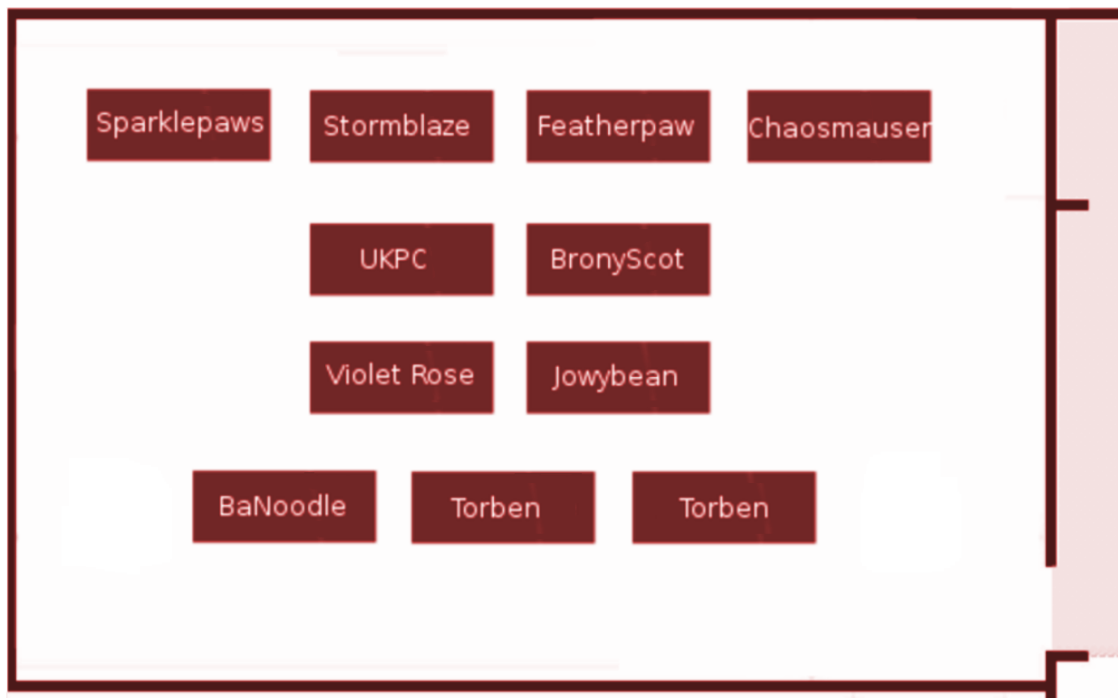 Sparklepaws
Stormblaze
Featherpaw
Chaosmauser
UKPC
BronyScot
Violet Rose
Jowybean
BaNoodle
Torben
Torben